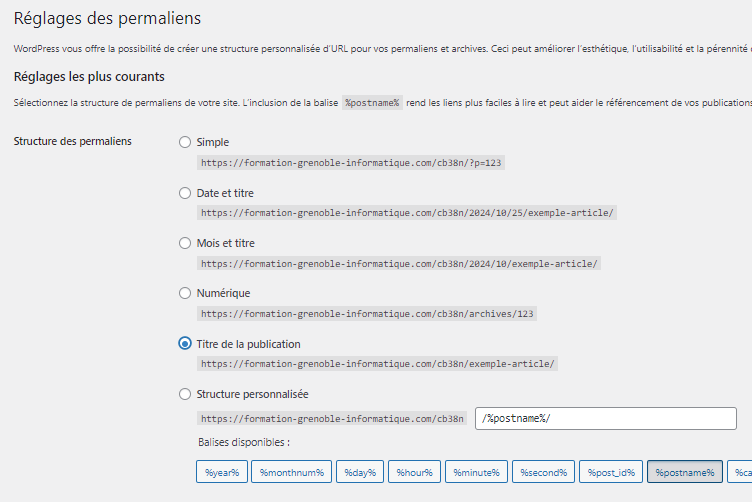 Réglages des permaliens
WordPress vous offre la possibilité de créer une structure personnalisée d'URL pour vos permaliens et archives. Ceci peut améliorer l'esthétique, l'utilisabilité et la pérennité
Réglages les plus courants
Sélectionnez la structure de permaliens de votre site. L'inclusion de la balise %postname% rend les liens plus faciles à lire et peut aider le référencement de vos publications
Structure des permaliens
Simple
https://formation-grenoble-informatique.com/cb38n/?p=123
Date et titre
https://formation-grenoble-informatique.com/cb38n/2024/10/25/exemple-article/
Mois et titre
https://formation-grenoble-informatique.com/cb38n/2024/10/exemple-article/
Numérique
https://formation-grenoble-informatique.com/cb38n/archives/123
Titre de la publication
https://formation-grenoble-informatique.com/cb38n/exemple-article/
Structure personnalisée
https://formation-grenoble-informatique.com/cb38n /%postname%/
Balises disponibles :
%year% %monthnum% %day% %hour% %minute% %second% %post_id% %postname% %ca